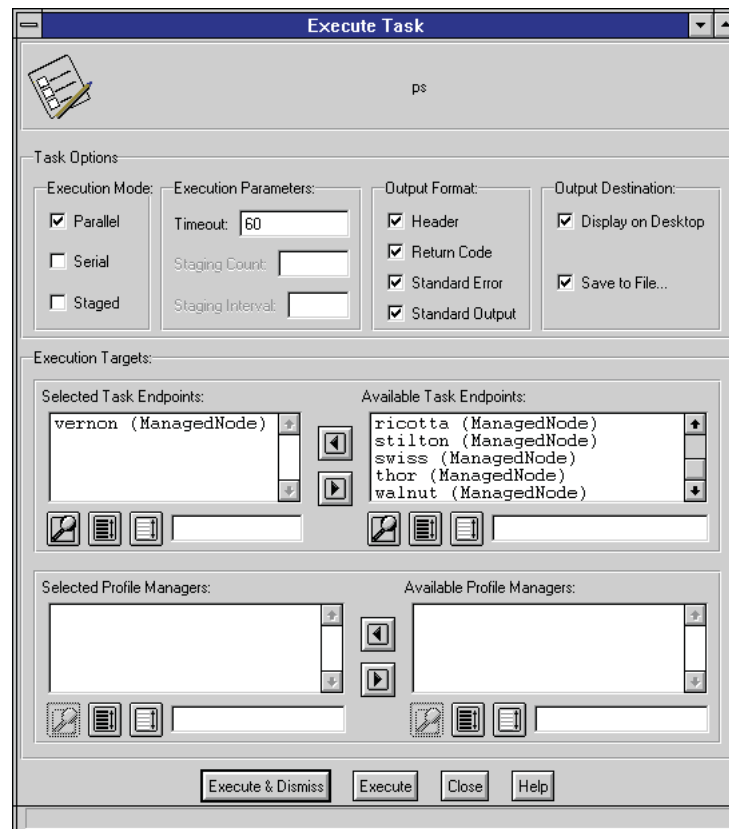 Execute Task
ps
Task Options
Execution Mode:
Parallel
Serial
Staged
Execution Parameters:
Timeout: 60
Staging Count:
Staging Interval:
Output Format:
Header
Return Code
Standard Error
Standard Output
Output Destination:
Display on Desktop
Save to File...
Execution Targets:
Selected Task Endpoints:
vernon (ManagedNode)
Available Task Endpoints:
ricotta (ManagedNode)
stilton (ManagedNode)
swiss (ManagedNode)
thor (ManagedNode)
walnut (ManagedNode)
Selected Profile Managers:
Available Profile Managers:
Execute & Dismiss
Execute
Close
Help